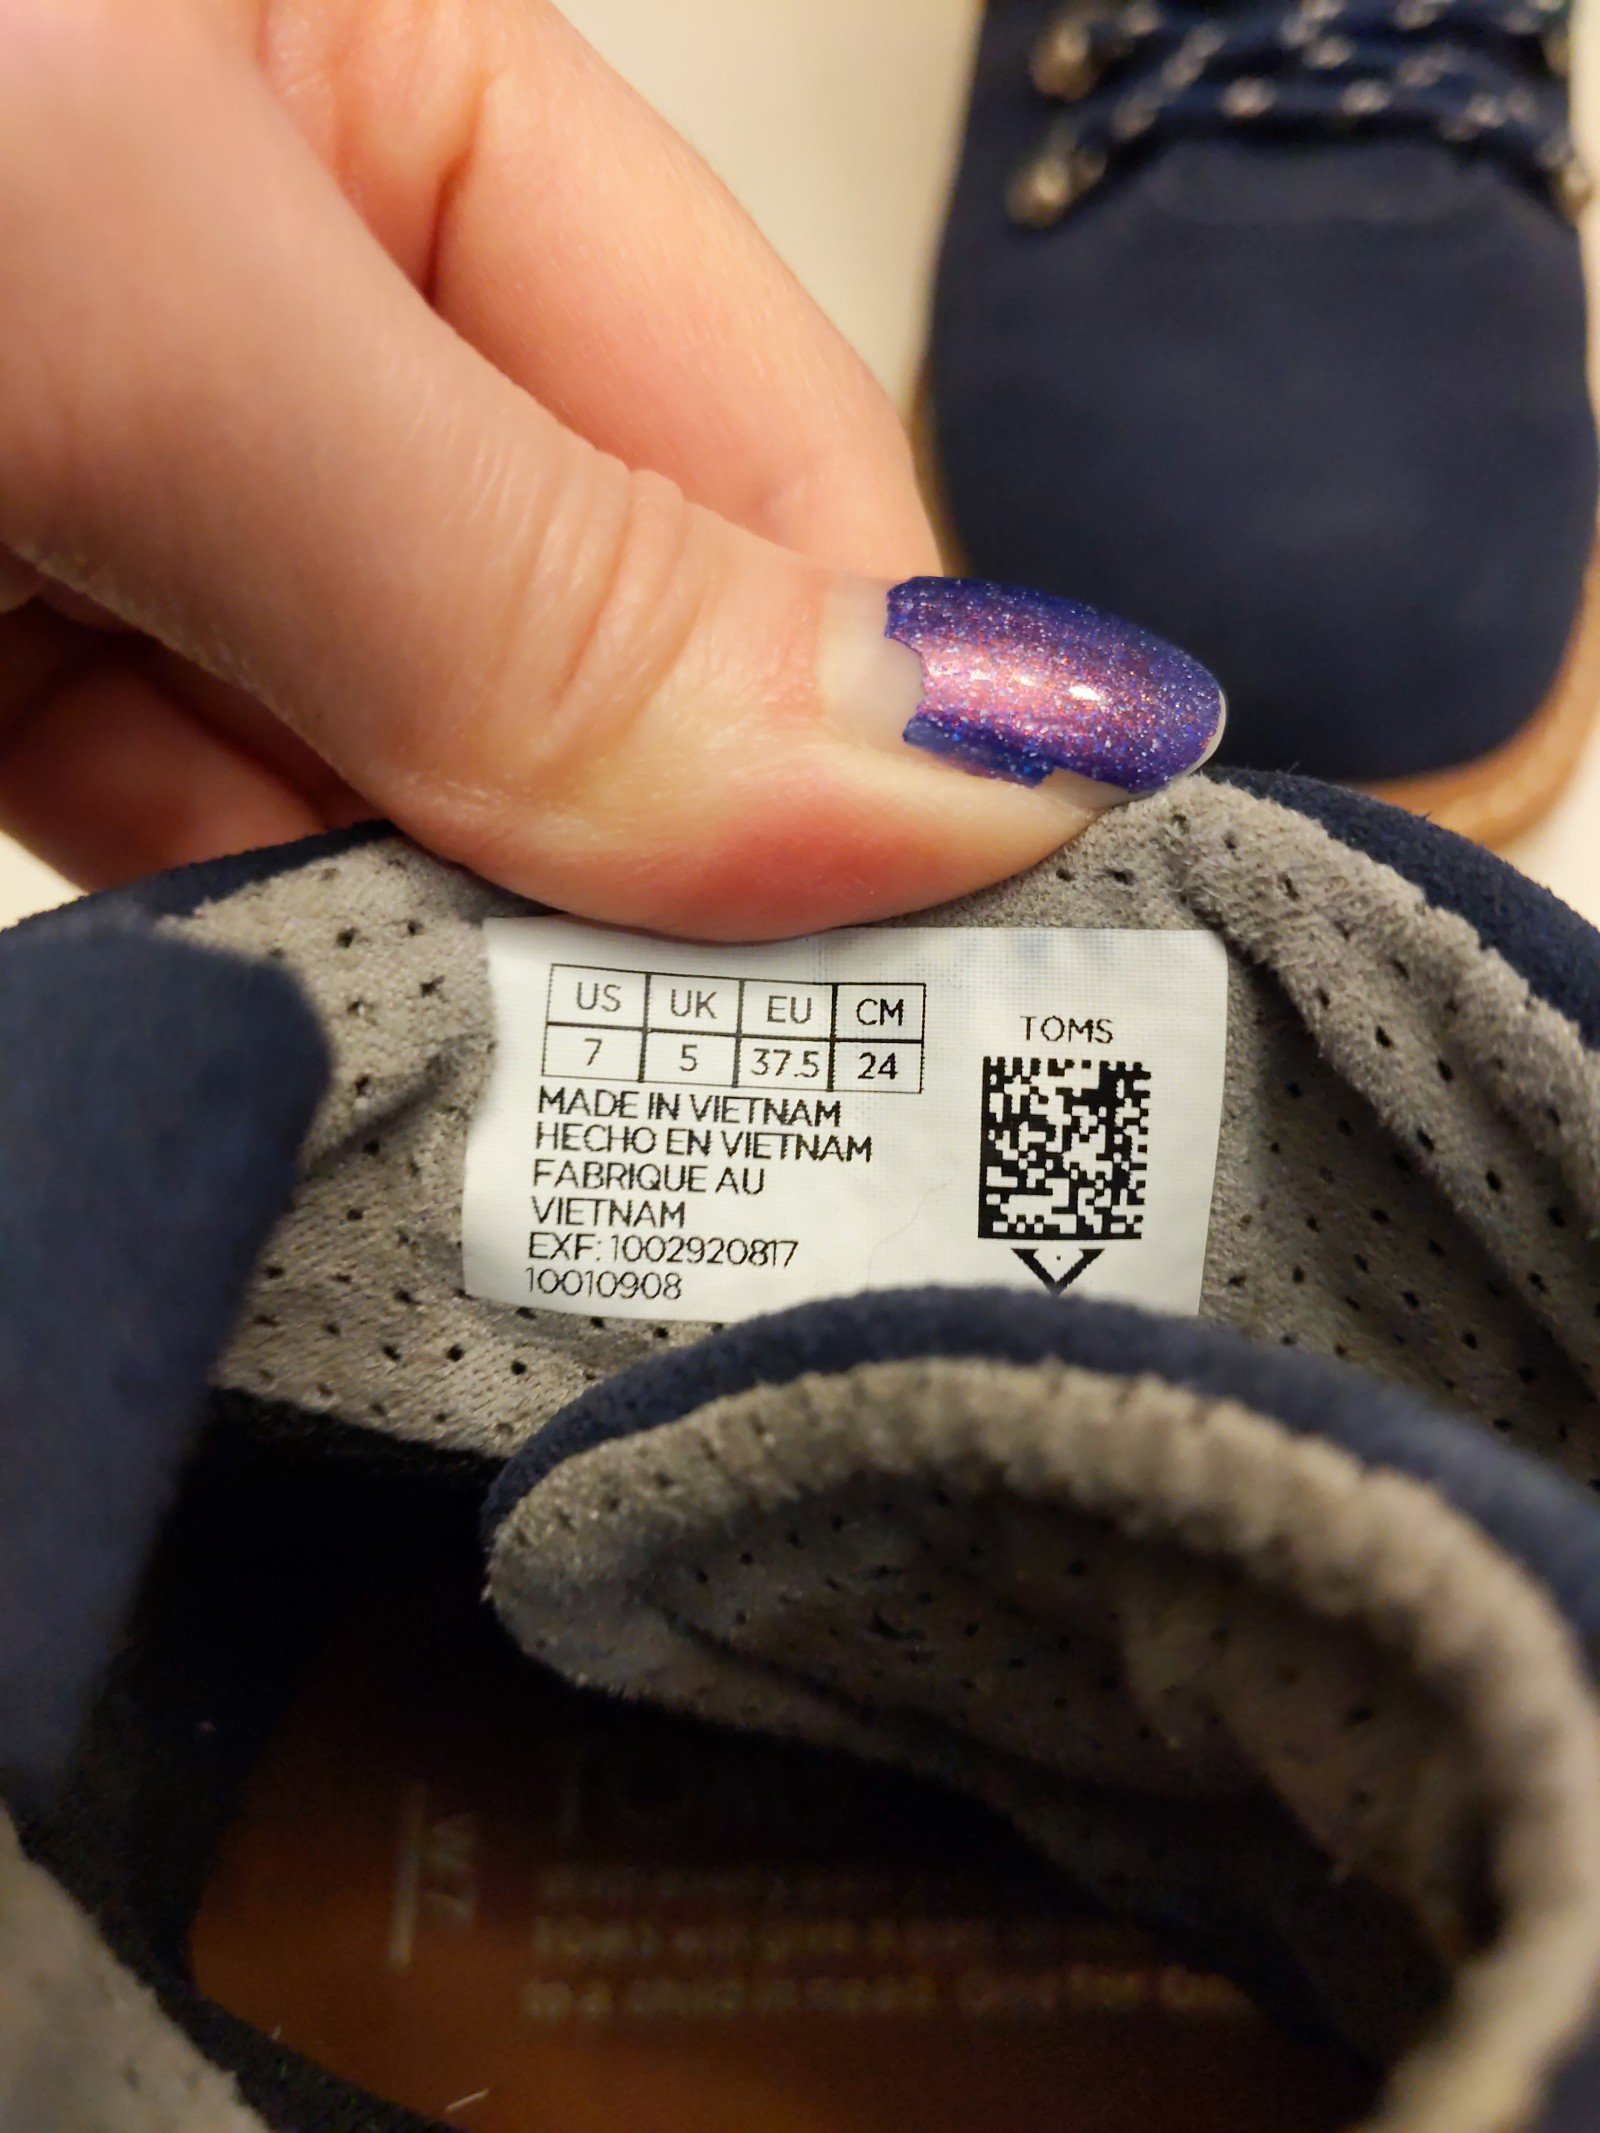 US UK EU CM
7 5 37.5 24
MADE IN VIETNAM
HECHO EN VIETNAM
FABRIQUE AU
VIETNAM
EXF: 1002920817
10010908
TOMS
W7